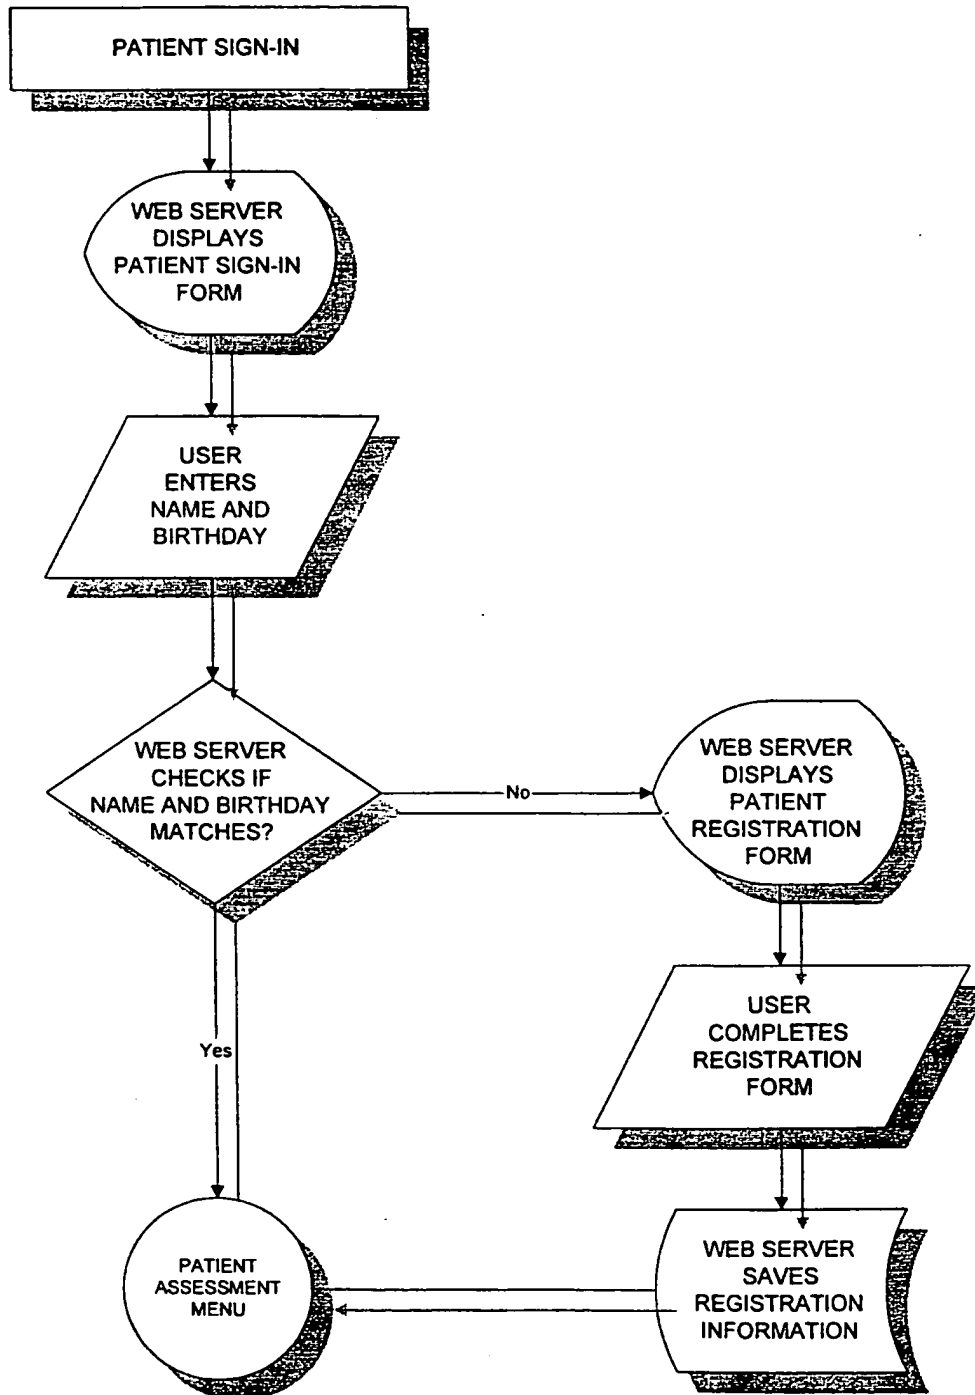 PATIENT SIGN-IN
WEB SERVER
DISPLAYS
PATIENT SIGN-IN
FORM
USER
ENTERS
NAME AND
BIRTHDAY
WEB SERVER
CHECKS IF
NAME AND BIRTHDAY
MATCHES?
No
WEB SERVER
DISPLAYS
PATIENT
REGISTRATION
FORM
USER
COMPLETES
REGISTRATION
FORM
Yes
PATIENT
ASSESSMENT
MENU
WEB SERVER
SAVES
REGISTRATION
INFORMATION